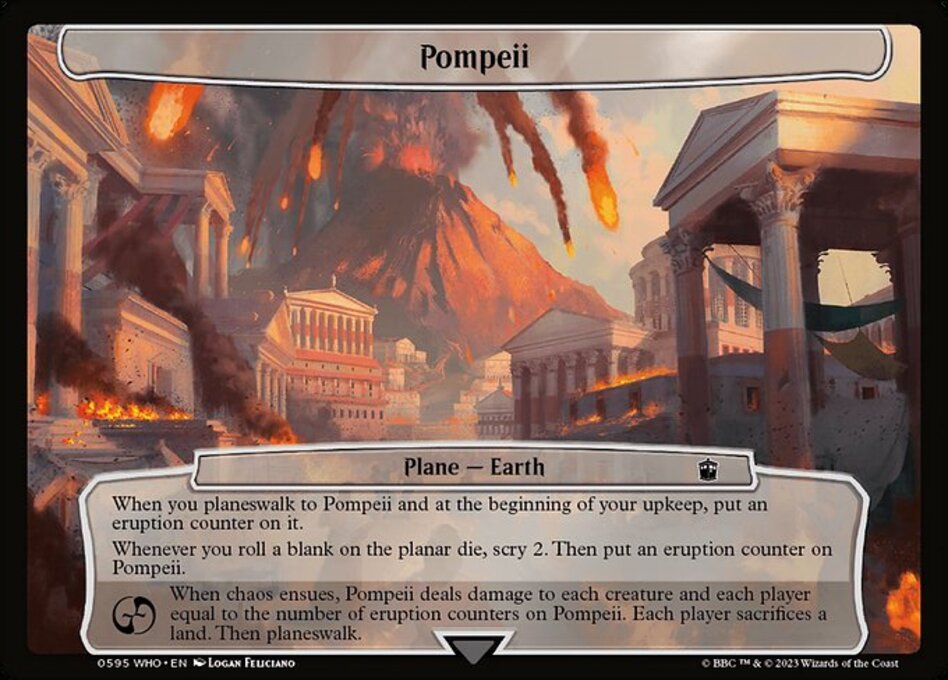 Pompeii
Plane — Earth
When you planeswalk to Pompeii and at the beginning of your upkeep, put an
eruption counter on it.
Whenever you roll a blank on the planar die, scry 2. Then put an eruption counter on
Pompeii.
When chaos ensues, Pompeii deals damage to each creature and each player
equal to the number of eruption counters on Pompeii. Each player sacrifices a
land. Then planeswalk.
0595 WHO • EN Logan Feliciano
© BBC ™ & © 2023 Wizards of the Coast